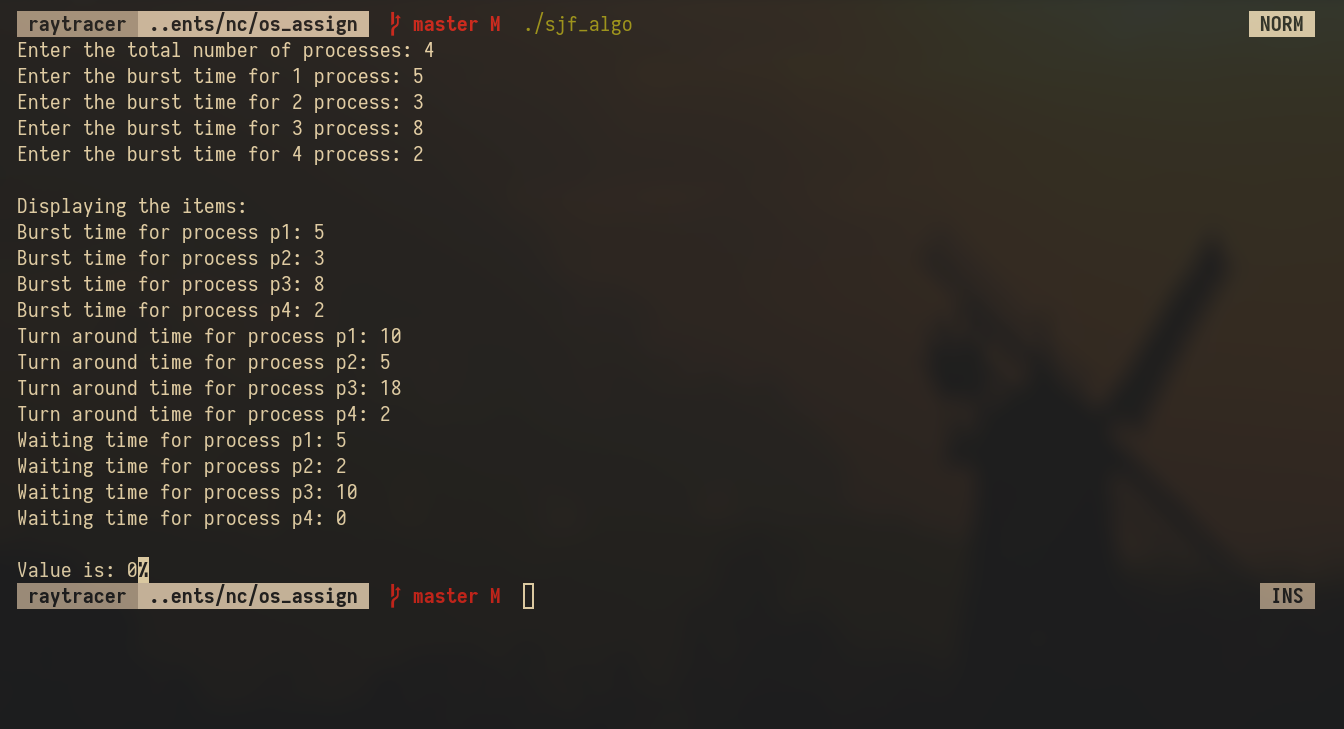 raytracer ..ents/nc/os_assign master M ./sjf_algo NORM
Enter the total number of processes: 4
Enter the burst time for 1 process: 5
Enter the burst time for 2 process: 3
Enter the burst time for 3 process: 8
Enter the burst time for 4 process: 2
Displaying the items:
Burst time for process p1: 5
Burst time for process p2: 3
Burst time for process p3: 8
Burst time for process p4: 2
Turn around time for process p1: 10
Turn around time for process p2: 5
Turn around time for process p3: 18
Turn around time for process p4: 2
Waiting time for process p1: 5
Waiting time for process p2: 2
Waiting time for process p3: 10
Waiting time for process p4: 0
Value is: 0%
raytracer ..ents/nc/os_assign master M INS